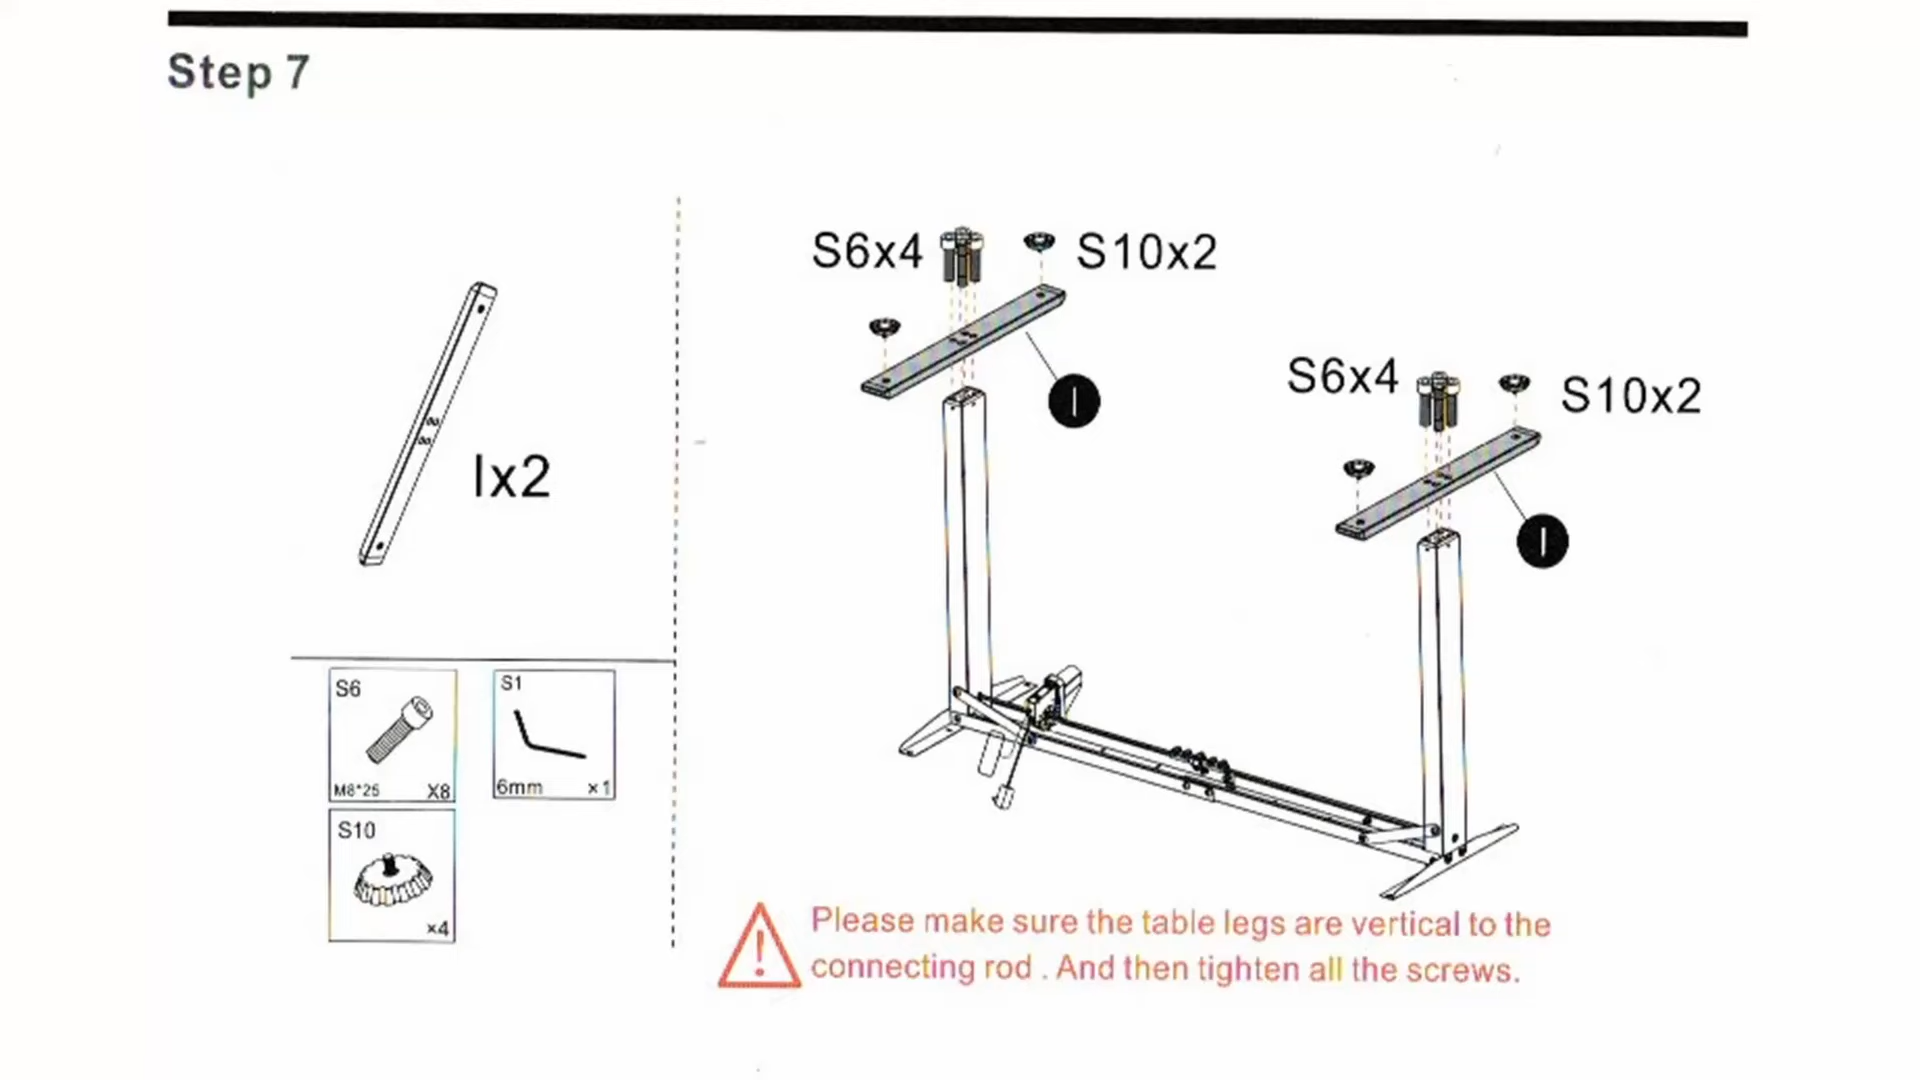 Step 7
S6x4
S10x2
I
S6x4
S10x2
I
Ix2
S6
M8*25 X8
S1
6mm ×1
S10
×4
! Please make sure the table legs are vertical to the
connecting rod . And then tighten all the screws.